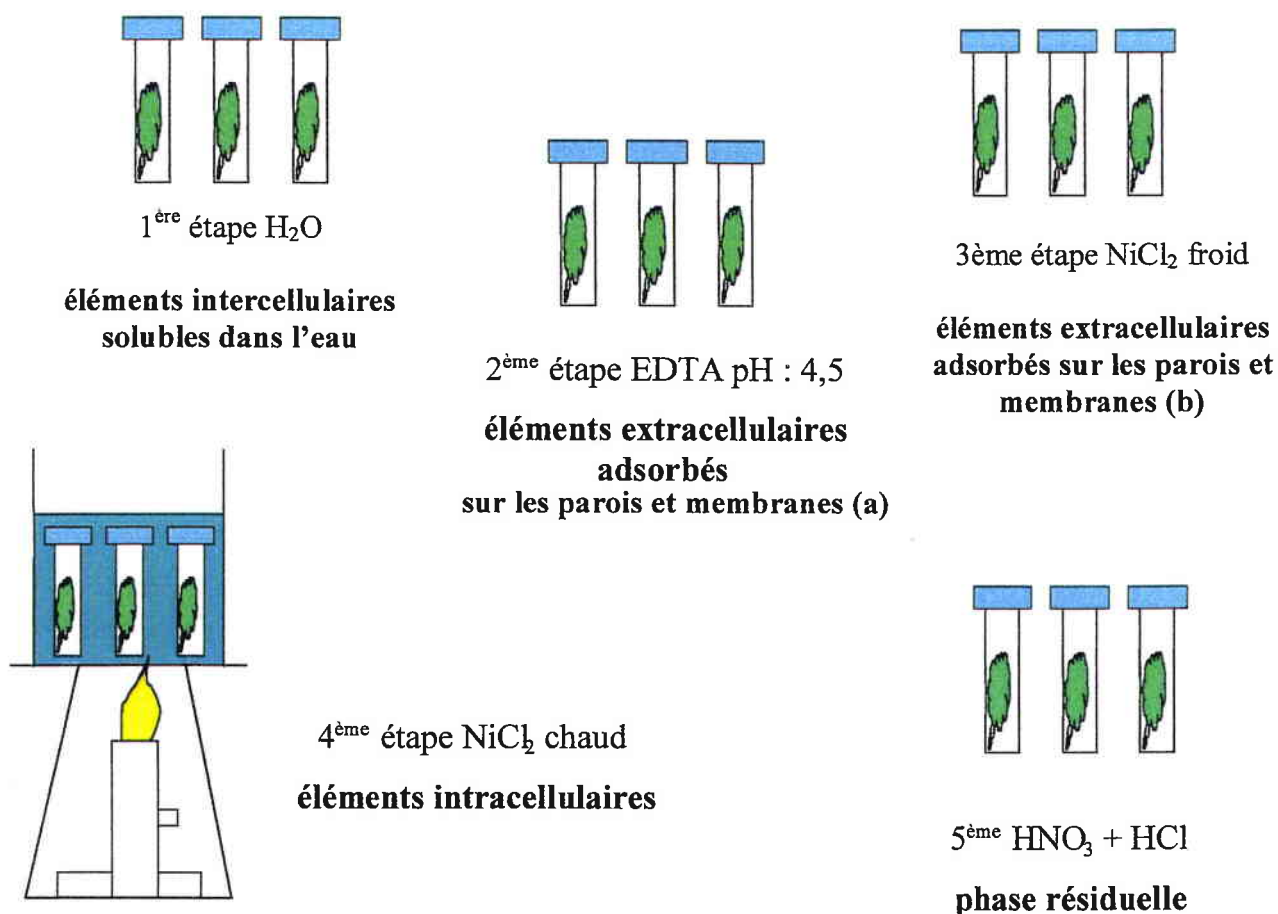 1ère étape H₂O
éléments intercellulaires
solubles dans l'eau
2ème étape EDTA pH : 4,5
éléments extracellulaires
adsorbés
sur les parois et membranes (a)
3ème étape NiCl₂ froid
éléments extracellulaires
adsorbés sur les parois et
membranes (b)
4ème étape NiCl₂ chaud
éléments intracellulaires
5ème HNO₃ + HCl
phase résiduelle